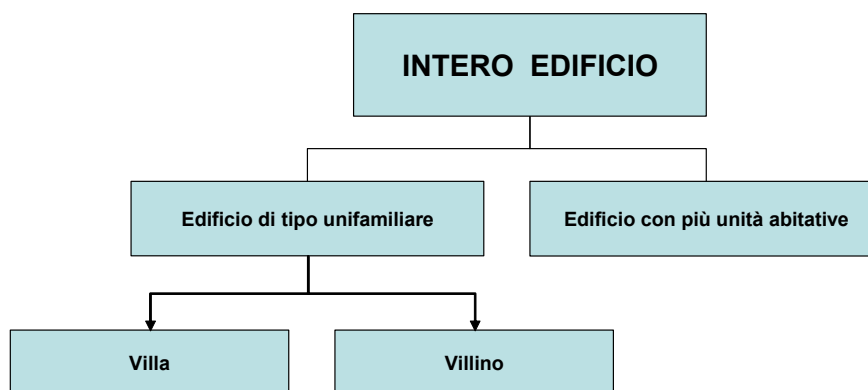 INTERO EDIFICIO
Edificio di tipo unifamiliare
Edificio con più unità abitative
Villa
Villino